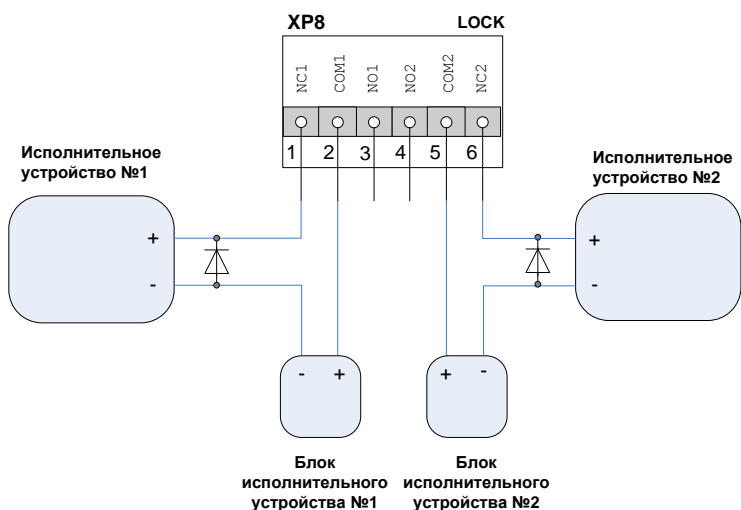 XP8 LOCK
NC1 COM1 NO1 NO2 COM2 NC2
1 2 3 4 5 6
Исполнительное
устройство №1
Исполнительное
устройство №2
+
-
+
-
- +
+ -
Блок
исполнительного
устройства №1
Блок
исполнительного
устройства №2